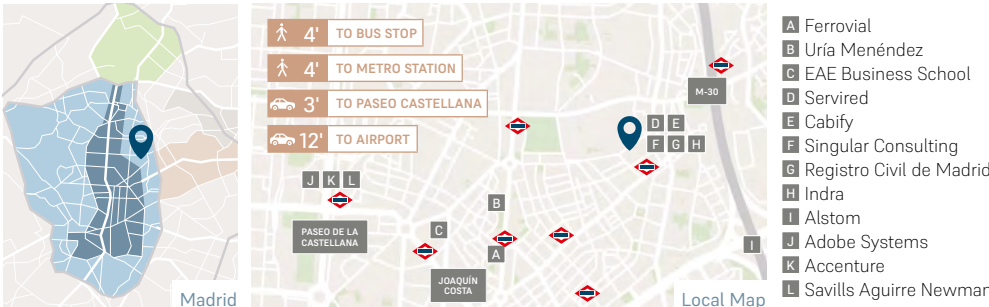 Madrid
4' TO BUS STOP
4' TO METRO STATION
3' TO PASEO CASTELLANA
12' TO AIRPORT
M-30
D E
F G H
J K L
B
PASEO DE LA
CASTELLANA
C
A
I
JOAQUÍN
COSTA
Local Map
A Ferrovial
B Uría Menéndez
C EAE Business School
D Servired
E Cabify
F Singular Consulting
G Registro Civil de Madrid
H Indra
I Alstom
J Adobe Systems
K Accenture
L Savills Aguirre Newman